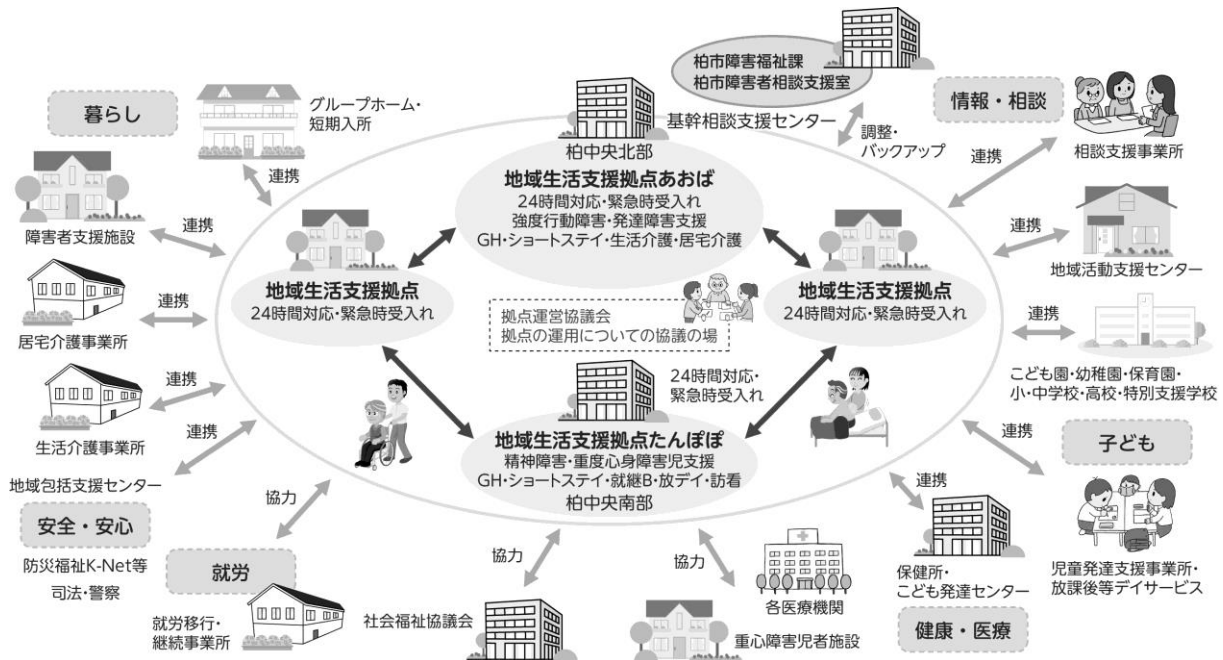 柏市障害福祉課
柏市障害者相談支援室
基幹相談支援センター
調整・
バックアップ
情報・相談
連携
相談支援事業所
暮らし
グループホーム・
短期入所
連携
障害者支援施設
連携
柏中央北部
地域生活支援拠点あおば
24時間対応・緊急時受入れ
強度行動障害・発達障害支援
GH・ショートステイ・生活介護・居宅介護
連携
地域活動支援センター
居宅介護事業所
連携
地域生活支援拠点
24時間対応・緊急時受入れ
拠点運営協議会
拠点の運用についての協議の場
地域生活支援拠点
24時間対応・緊急時受入れ
連携
こども園・幼稚園・保育園・
小・中学校・高校・特別支援学校
生活介護事業所
連携
24時間対応・
緊急時受入れ
地域生活支援拠点たんぽぽ
精神障害・重度心身障害児支援
GH・ショートステイ・就継B・放デイ・訪看
柏中央南部
連携
地域包括支援センター
安全・安心
防災福祉K-Net等
司法・警察
協力
就労
就労移行・
継続事業所
協力
社会福祉協議会
協力
各医療機関
重心障害児者施設
連携
保健所・
こども発達センター
健康・医療
連携
子ども
児童発達支援事業所・
放課後等デイサービス